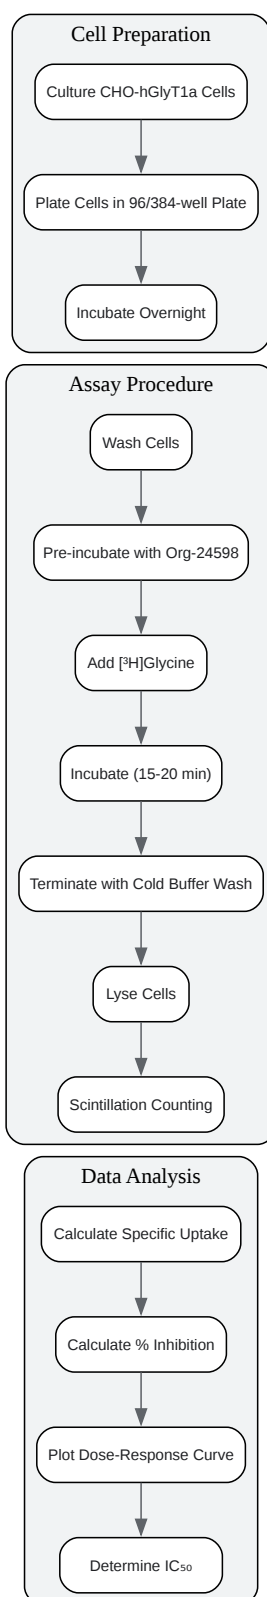 Cell Preparation
Culture CHO-hGlyT1a Cells
Plate Cells in 96/384-well Plate
Incubate Overnight
Assay Procedure
Wash Cells
Pre-incubate with Org-24598
Add [³H]Glycine
Incubate (15-20 min)
Terminate with Cold Buffer Wash
Lyse Cells
Scintillation Counting
Data Analysis
Calculate Specific Uptake
Calculate % Inhibition
Plot Dose-Response Curve
Determine IC₅₀